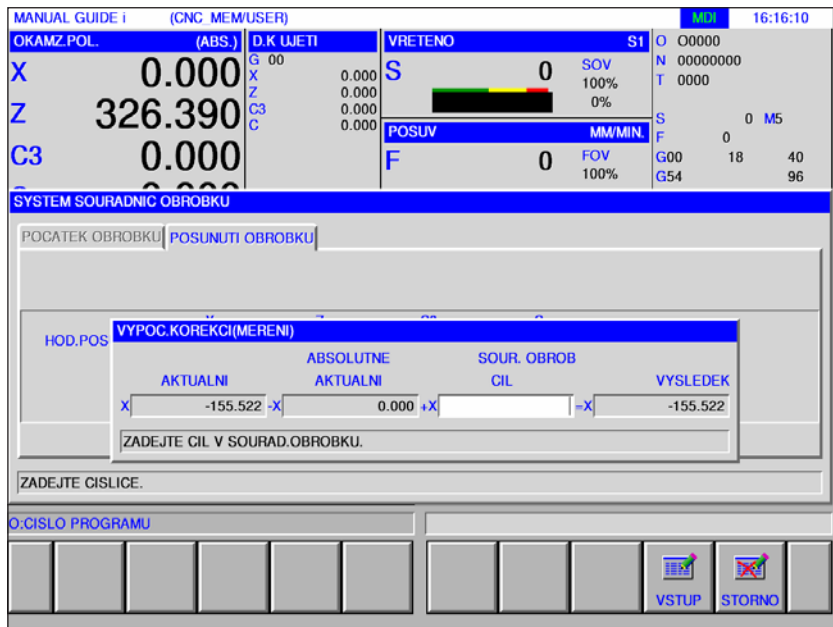 MANUAL GUIDE i (CNC_MEM/USER) MDI 16:16:10
OKAMZ.POL. (ABS.) D.K UJETI VRETENO S1 O O0000
G 00 N 00000000
X 0.000 X 0.000 S 0 SOV T 0000
Z 0.000 100%
Z 326.390 C3 0.000 0%
C 0.000 S 0 M5
POSUV MM/MIN. F 0
C3 0.000 F 0 FOV G00 18 40
100% G54 96
SYSTEM SOURADNIC OBROBKU
POCATEK OBROBKU POSUNUTI OBROBKU
HOD.POS VYPOC.KOREKCI(MERENI)
ABSOLUTNE SOUR. OBROB
AKTUALNI AKTUALNI CIL VYSLEDEK
X -155.522 -X 0.000 +X =X -155.522
ZADEJTE CIL V SOURAD.OBROBKU.
ZADEJTE CISLICE.
O:CISLO PROGRAMU
VSTUP STORNO